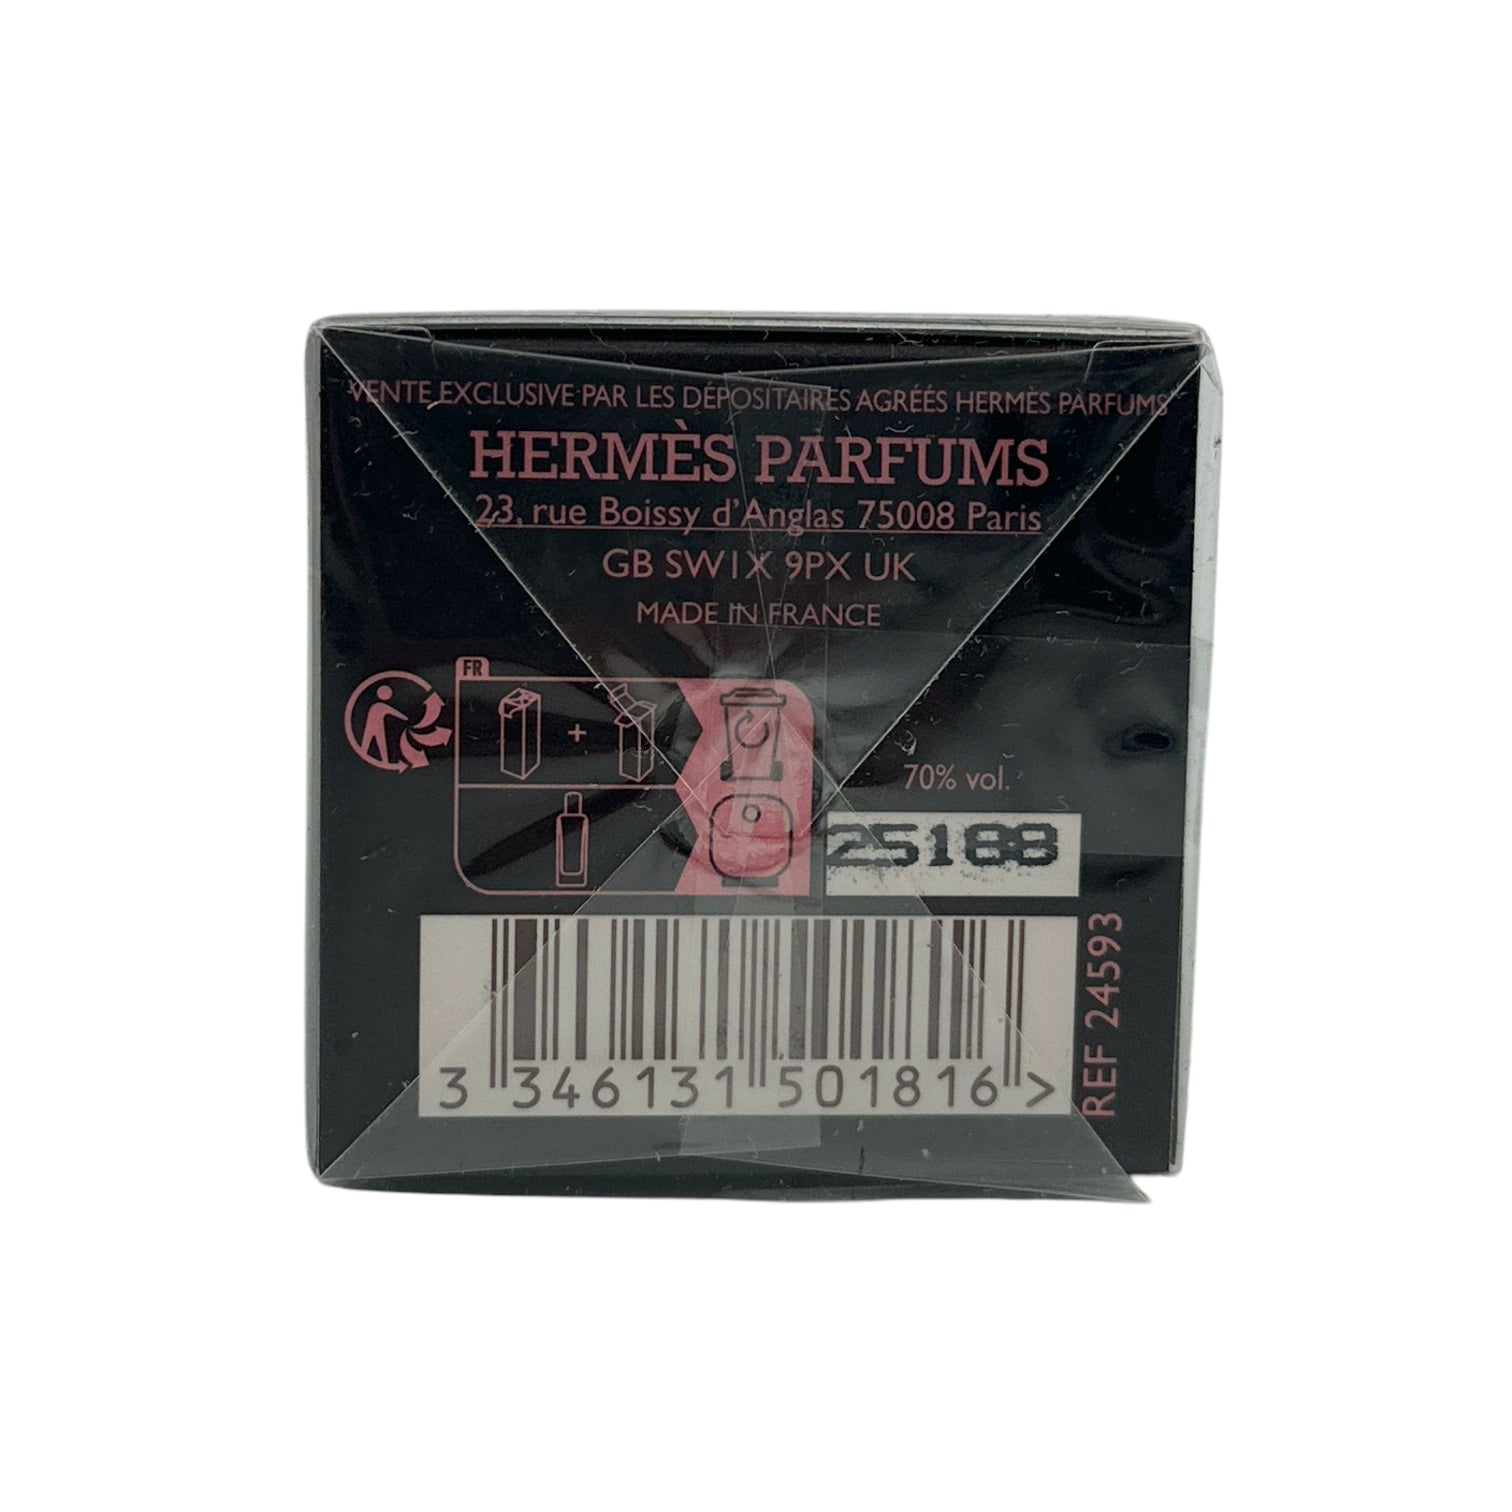 VENTE EXCLUSIVE PAR LES DÉPOSITAIRES AGRÉÉS HERMÈS PARFUMS
HERMÈS PARFUMS
23, rue Boissy d'Anglas 75008 Paris
GB SW1X 9PX UK
MADE IN FRANCE
FR
+
70% vol.
25188
REF 24593
3 346131 501816 >